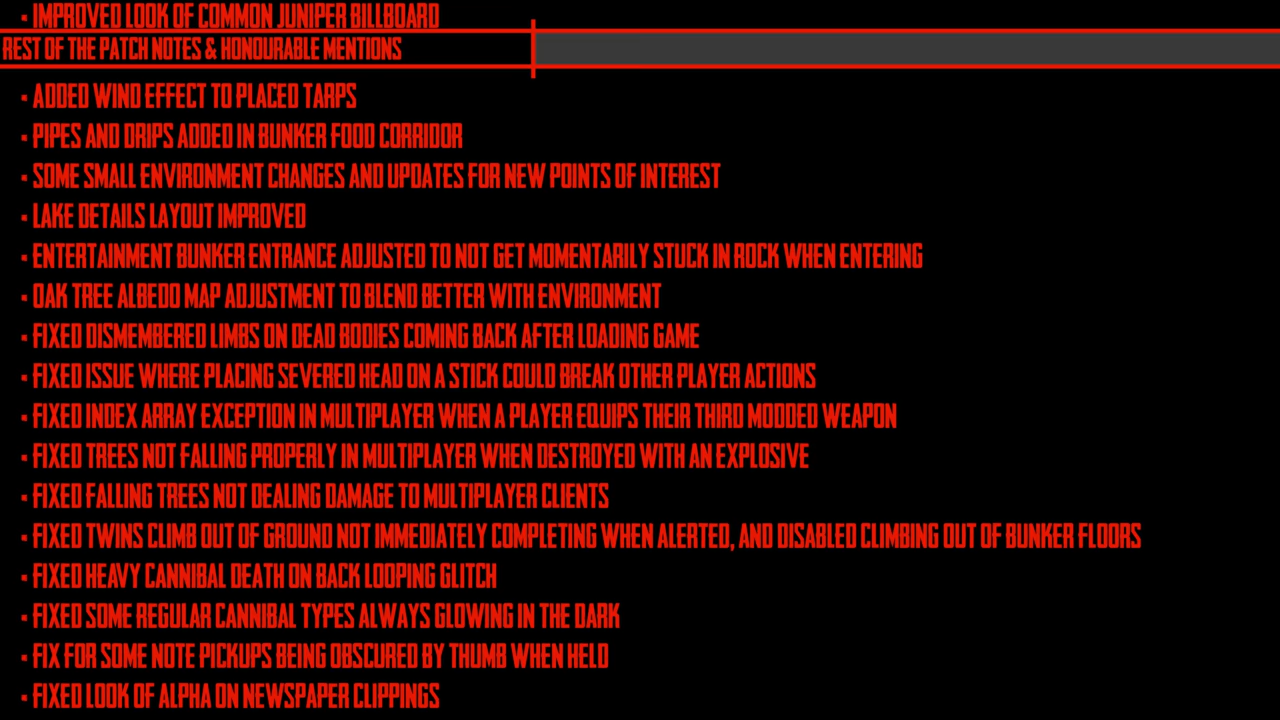 • IMPROVED LOOK OF COMMON JUNIPER BILLBOARD
REST OF THE PATCH NOTES & HONOURABLE MENTIONS
• ADDED WIND EFFECT TO PLACED TARPS
• PIPES AND DRIPS ADDED IN BUNKER FOOD CORRIDOR
• SOME SMALL ENVIRONMENT CHANGES AND UPDATES FOR NEW POINTS OF INTEREST
• LAKE DETAILS LAYOUT IMPROVED
• ENTERTAINMENT BUNKER ENTRANCE ADJUSTED TO NOT GET MOMENTARILY STUCK IN ROCK WHEN ENTERING
• OAK TREE ALBEDO MAP ADJUSTMENT TO BLEND BETTER WITH ENVIRONMENT
• FIXED DISMEMBERED LIMBS ON DEAD BODIES COMING BACK AFTER LOADING GAME
• FIXED ISSUE WHERE PLACING SEVERED HEAD ON A STICK COULD BREAK OTHER PLAYER ACTIONS
• FIXED INDEX ARRAY EXCEPTION IN MULTIPLAYER WHEN A PLAYER EQUIPS THEIR THIRD MODDED WEAPON
• FIXED TREES NOT FALLING PROPERLY IN MULTIPLAYER WHEN DESTROYED WITH AN EXPLOSIVE
• FIXED FALLING TREES NOT DEALING DAMAGE TO MULTIPLAYER CLIENTS
• FIXED TWINS CLIMB OUT OF GROUND NOT IMMEDIATELY COMPLETING WHEN ALERTED, AND DISABLED CLIMBING OUT OF BUNKER FLOORS
• FIXED HEAVY CANNIBAL DEATH ON BACK LOOPING GLITCH
• FIXED SOME REGULAR CANNIBAL TYPES ALWAYS GLOWING IN THE DARK
• FIX FOR SOME NOTE PICKUPS BEING OBSCURED BY THUMB WHEN HELD
• FIXED LOOK OF ALPHA ON NEWSPAPER CLIPPINGS